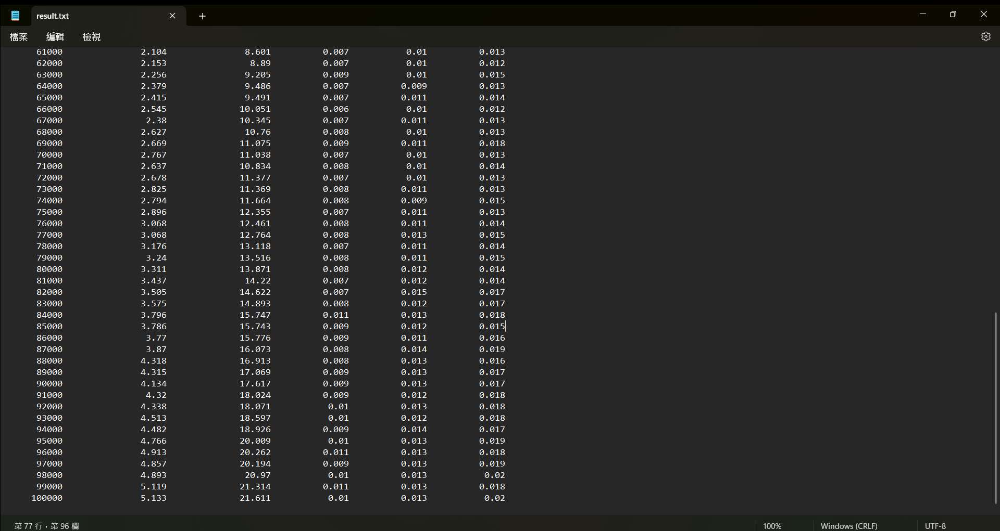 result.txt
檔案 編輯 檢視
61000 2.104 8.601 0.007 0.01 0.013
62000 2.153 8.89 0.007 0.01 0.012
63000 2.256 9.205 0.009 0.01 0.015
64000 2.379 9.486 0.007 0.009 0.013
65000 2.415 9.491 0.007 0.011 0.014
66000 2.545 10.051 0.006 0.01 0.012
67000 2.38 10.345 0.007 0.011 0.013
68000 2.627 10.76 0.008 0.01 0.013
69000 2.669 11.075 0.009 0.011 0.018
70000 2.767 11.038 0.007 0.01 0.013
71000 2.637 10.834 0.008 0.01 0.014
72000 2.678 11.377 0.007 0.01 0.013
73000 2.825 11.369 0.008 0.011 0.013
74000 2.794 11.664 0.008 0.009 0.015
75000 2.896 12.355 0.007 0.011 0.013
76000 3.068 12.461 0.008 0.011 0.014
77000 3.068 12.764 0.008 0.013 0.015
78000 3.176 13.118 0.007 0.011 0.014
79000 3.24 13.516 0.008 0.011 0.015
80000 3.311 13.871 0.008 0.012 0.014
81000 3.437 14.22 0.007 0.012 0.014
82000 3.505 14.622 0.007 0.015 0.017
83000 3.575 14.893 0.008 0.012 0.017
84000 3.796 15.747 0.011 0.013 0.018
85000 3.786 15.743 0.009 0.012 0.015
86000 3.77 15.776 0.009 0.011 0.016
87000 3.87 16.073 0.008 0.014 0.019
88000 4.318 16.913 0.008 0.013 0.016
89000 4.315 17.069 0.009 0.013 0.017
90000 4.134 17.617 0.009 0.013 0.017
91000 4.32 18.024 0.009 0.012 0.018
92000 4.338 18.071 0.01 0.013 0.018
93000 4.513 18.597 0.01 0.012 0.018
94000 4.482 18.926 0.009 0.014 0.017
95000 4.766 20.009 0.01 0.013 0.019
96000 4.913 20.262 0.011 0.013 0.018
97000 4.857 20.194 0.009 0.013 0.019
98000 4.893 20.97 0.01 0.013 0.02
99000 5.119 21.314 0.011 0.013 0.018
100000 5.133 21.611 0.01 0.013 0.02
第 77 行，第 96 欄 100% Windows (CRLF) UTF-8